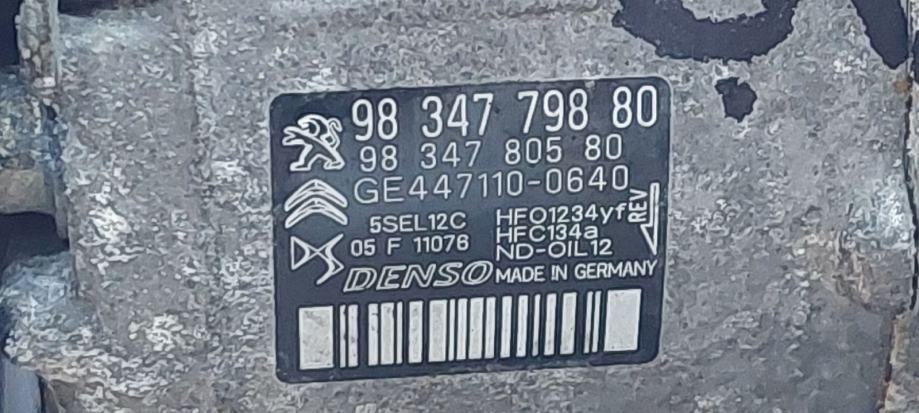 98 347 798 80
98 347 805 80
GE447110-0640
REV
5SEL12C
HFO1234yf
05 F 11076
HFC134a
ND-OIL12
DENSO MADE IN GERMANY